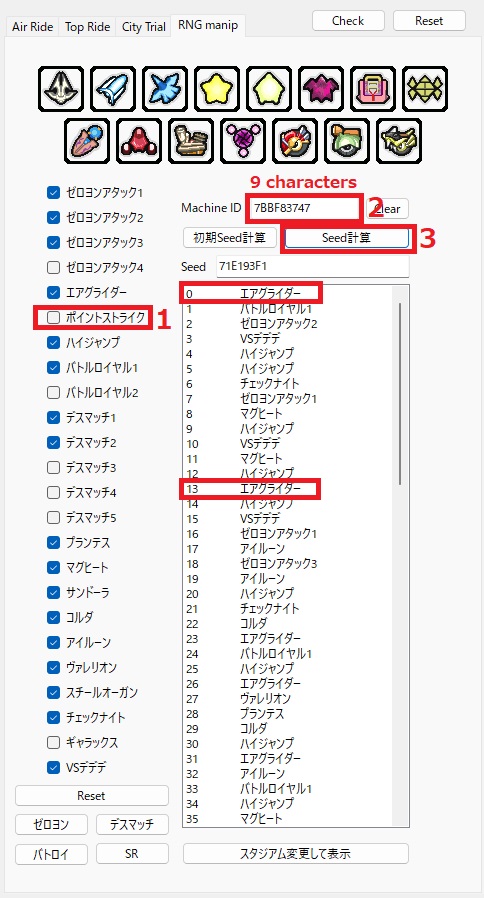 Air Ride Top Ride City Trial RNG manip Check Reset
9 characters
Machine ID 7BBF83747 2 Clear
初期Seed計算 Seed計算 3
Seed 71E193F1
ゼロヨンアタック1
ゼロヨンアタック2
ゼロヨンアタック3
ゼロヨンアタック4
エアグライダー
ポイントストライク 1
ハイジャンプ
バトルロイヤル1
バトルロイヤル2
デスマッチ1
デスマッチ2
デスマッチ3
デスマッチ4
デスマッチ5
プランテス
マグヒート
サンドーラ
コルダ
アイルーン
ヴァレリオン
スチールオーガン
チェックナイト
ギャラックス
VSデデデ
Reset
ゼロヨン デスマッチ
バトロイ SR
0 エアグライダー
1 バトルロイヤル1
2 ゼロヨンアタック2
3 VSデデデ
4 ハイジャンプ
5 ハイジャンプ
6 チェックナイト
7 ゼロヨンアタック1
8 マグヒート
9 ハイジャンプ
10 VSデデデ
11 マグヒート
12 ハイジャンプ
13 エアグライダー
14 ハイジャンプ
15 VSデデデ
16 ゼロヨンアタック1
17 アイルーン
18 ゼロヨンアタック3
19 アイルーン
20 ハイジャンプ
21 チェックナイト
22 コルダ
23 エアグライダー
24 バトルロイヤル1
25 ハイジャンプ
26 エアグライダー
27 ヴァレリオン
28 プランテス
29 コルダ
30 ハイジャンプ
31 エアグライダー
32 アイルーン
33 バトルロイヤル1
34 ハイジャンプ
35 マグヒート
スタジアム変更して表示